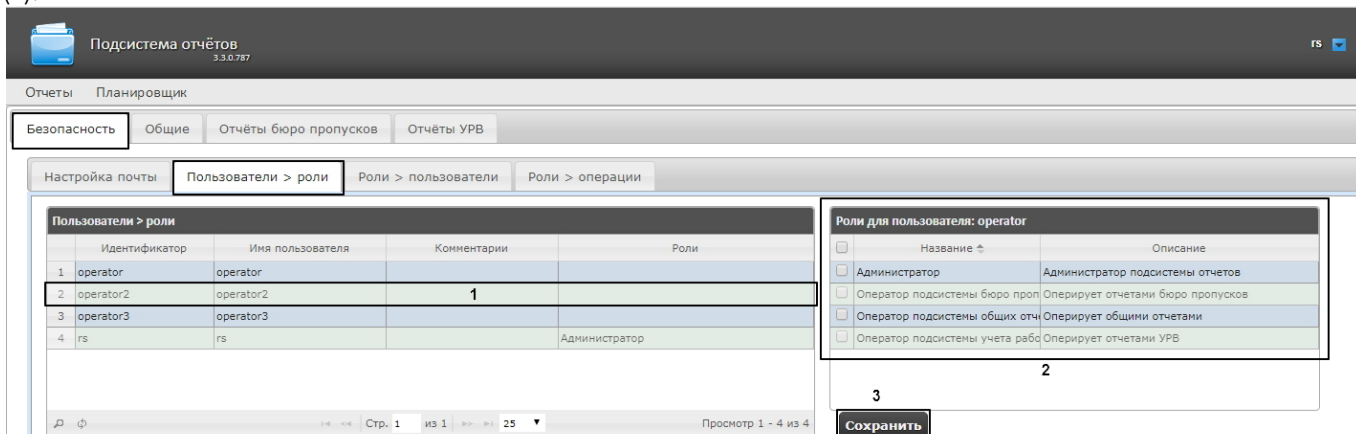 Подсистема отчётов
3.3.0.787
rs
Отчеты Планировщик
Безопасность Общие Отчёты бюро пропусков Отчёты УРВ
Настройка почты Пользователи > роли Роли > пользователи Роли > операции
Пользователи > роли
Идентификатор Имя пользователя Комментарии Роли
1 operator operator
2 operator2 operator2 1
3 operator3 operator3
4 rs rs Администратор
Стр. 1 из 1 25 Просмотр 1 - 4 из 4
Роли для пользователя: operator
Название Описание
Администратор Администратор подсистемы отчетов
Оператор подсистемы бюро проп Оперирует отчетами бюро пропусков
Оператор подсистемы общих отч Оперирует общими отчетами
Оператор подсистемы учета рабо Оперирует отчетами УРВ
2
3
Сохранить